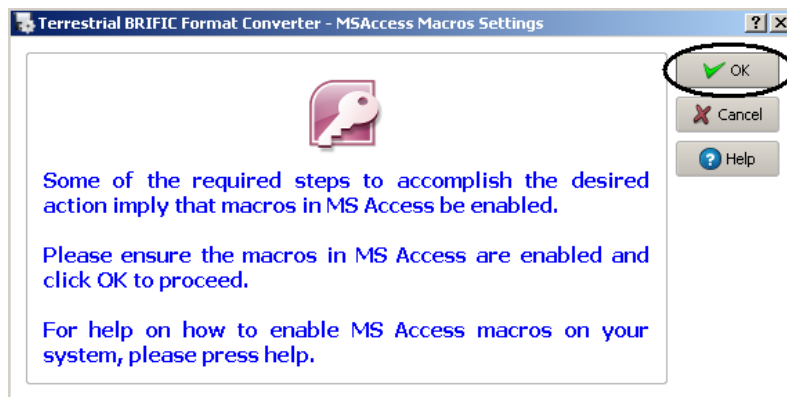 Terrestrial BRIFIC Format Converter - MSAccess Macros Settings
OK
Cancel
Help
Some of the required steps to accomplish the desired
action imply that macros in MS Access be enabled.
Please ensure the macros in MS Access are enabled and
click OK to proceed.
For help on how to enable MS Access macros on your
system, please press help.